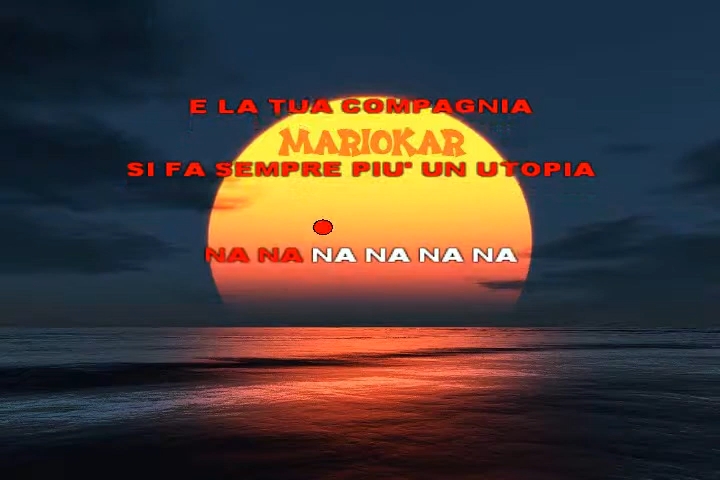 E LA TUA COMPAGNIA
MARIOKAR
SI FA SEMPRE PIU' UN UTOPIA
NA NA NA NA NA NA